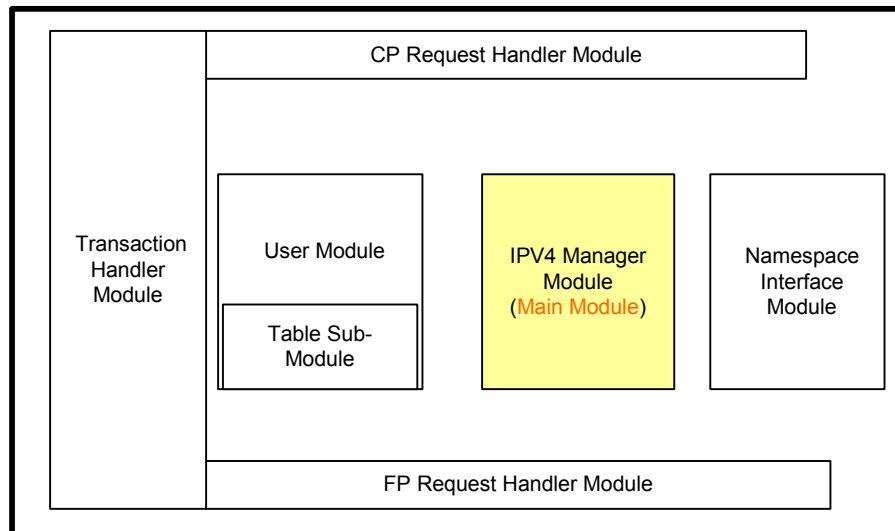 CP Request Handler Module
Transaction
Handler
Module
User Module
Table Sub-
Module
IPV4 Manager
Module
(Main Module)
Namespace
Interface
Module
FP Request Handler Module